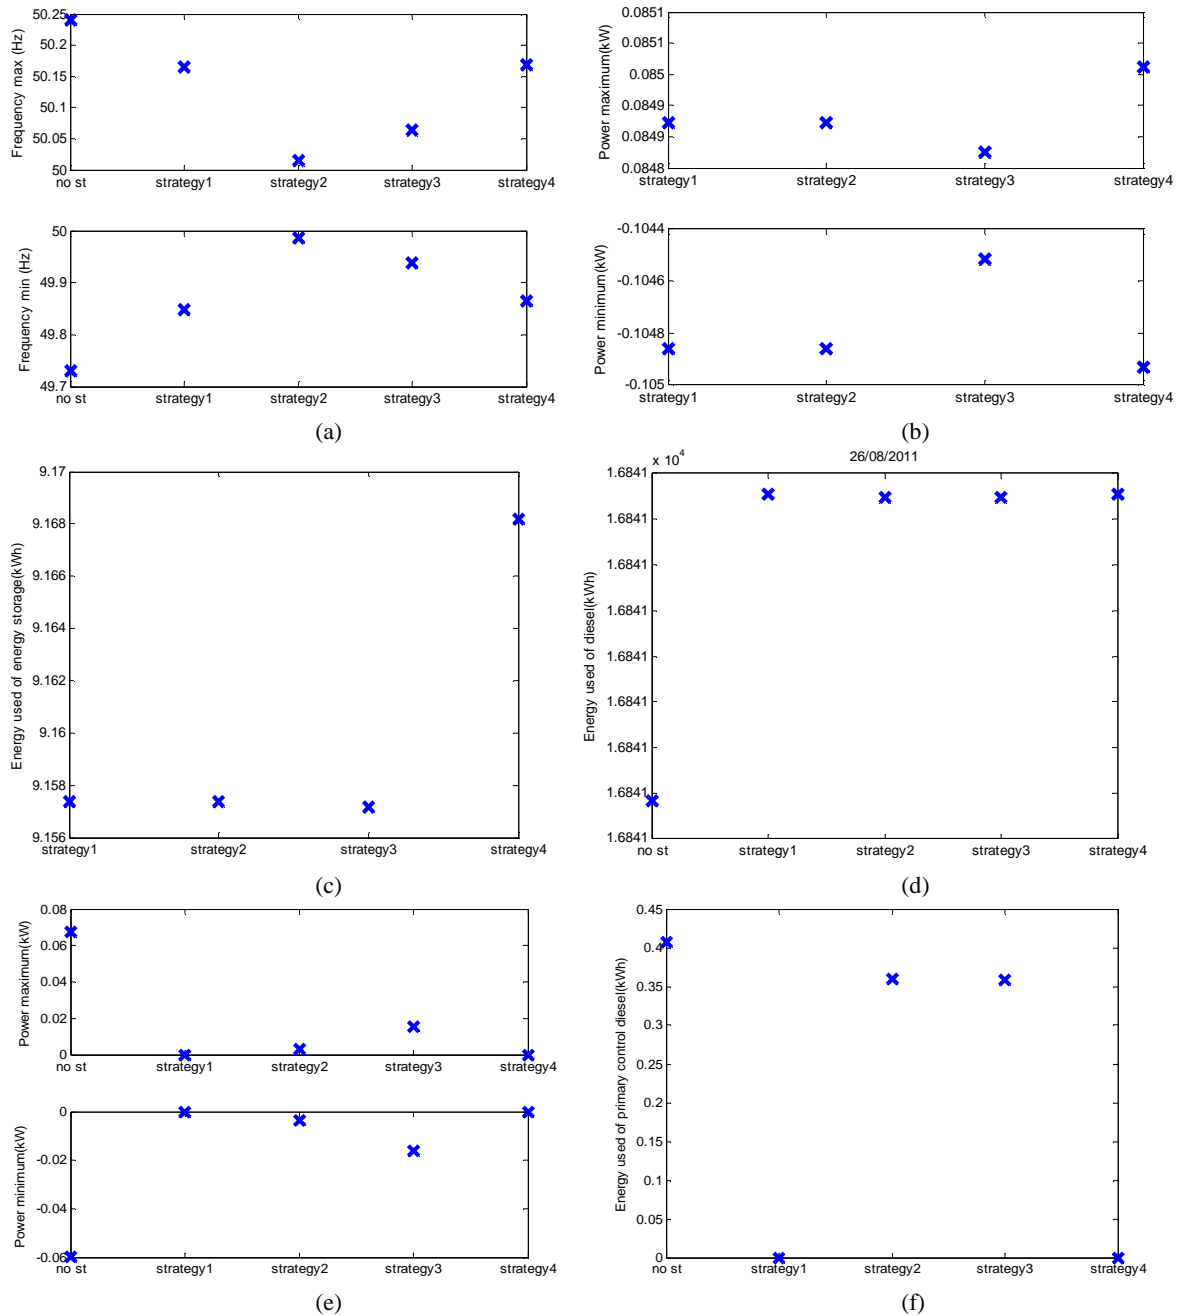 Frequency max (Hz)
50.25
50.2
50.15
50.1
50.05
50
no st strategy1 strategy2 strategy3 strategy4
Frequency min (Hz)
50
49.9
49.8
49.7
no st strategy1 strategy2 strategy3 strategy4
(a)
Power maximum(kW)
0.0851
0.0851
0.085
0.0849
0.0849
0.0848
strategy1 strategy2 strategy3 strategy4
Power minimum(kW)
-0.1044
-0.1046
-0.1048
-0.105
strategy1 strategy2 strategy3 strategy4
(b)
Energy used of energy storage(kWh)
9.17
9.168
9.166
9.164
9.162
9.16
9.158
9.156
strategy1 strategy2 strategy3 strategy4
(c)
26/08/2011
x 10^4
Energy used of diesel(kWh)
1.6841
1.6841
1.6841
1.6841
1.6841
1.6841
1.6841
1.6841
1.6841
no st strategy1 strategy2 strategy3 strategy4
(d)
Power maximum(kW)
0.08
0.06
0.04
0.02
0
no st strategy1 strategy2 strategy3 strategy4
Power minimum(kW)
0
-0.02
-0.04
-0.06
no st strategy1 strategy2 strategy3 strategy4
(e)
Energy used of primary control diesel(kWh)
0.45
0.4
0.35
0.3
0.25
0.2
0.15
0.1
0.05
0
no st strategy1 strategy2 strategy3 strategy4
(f)